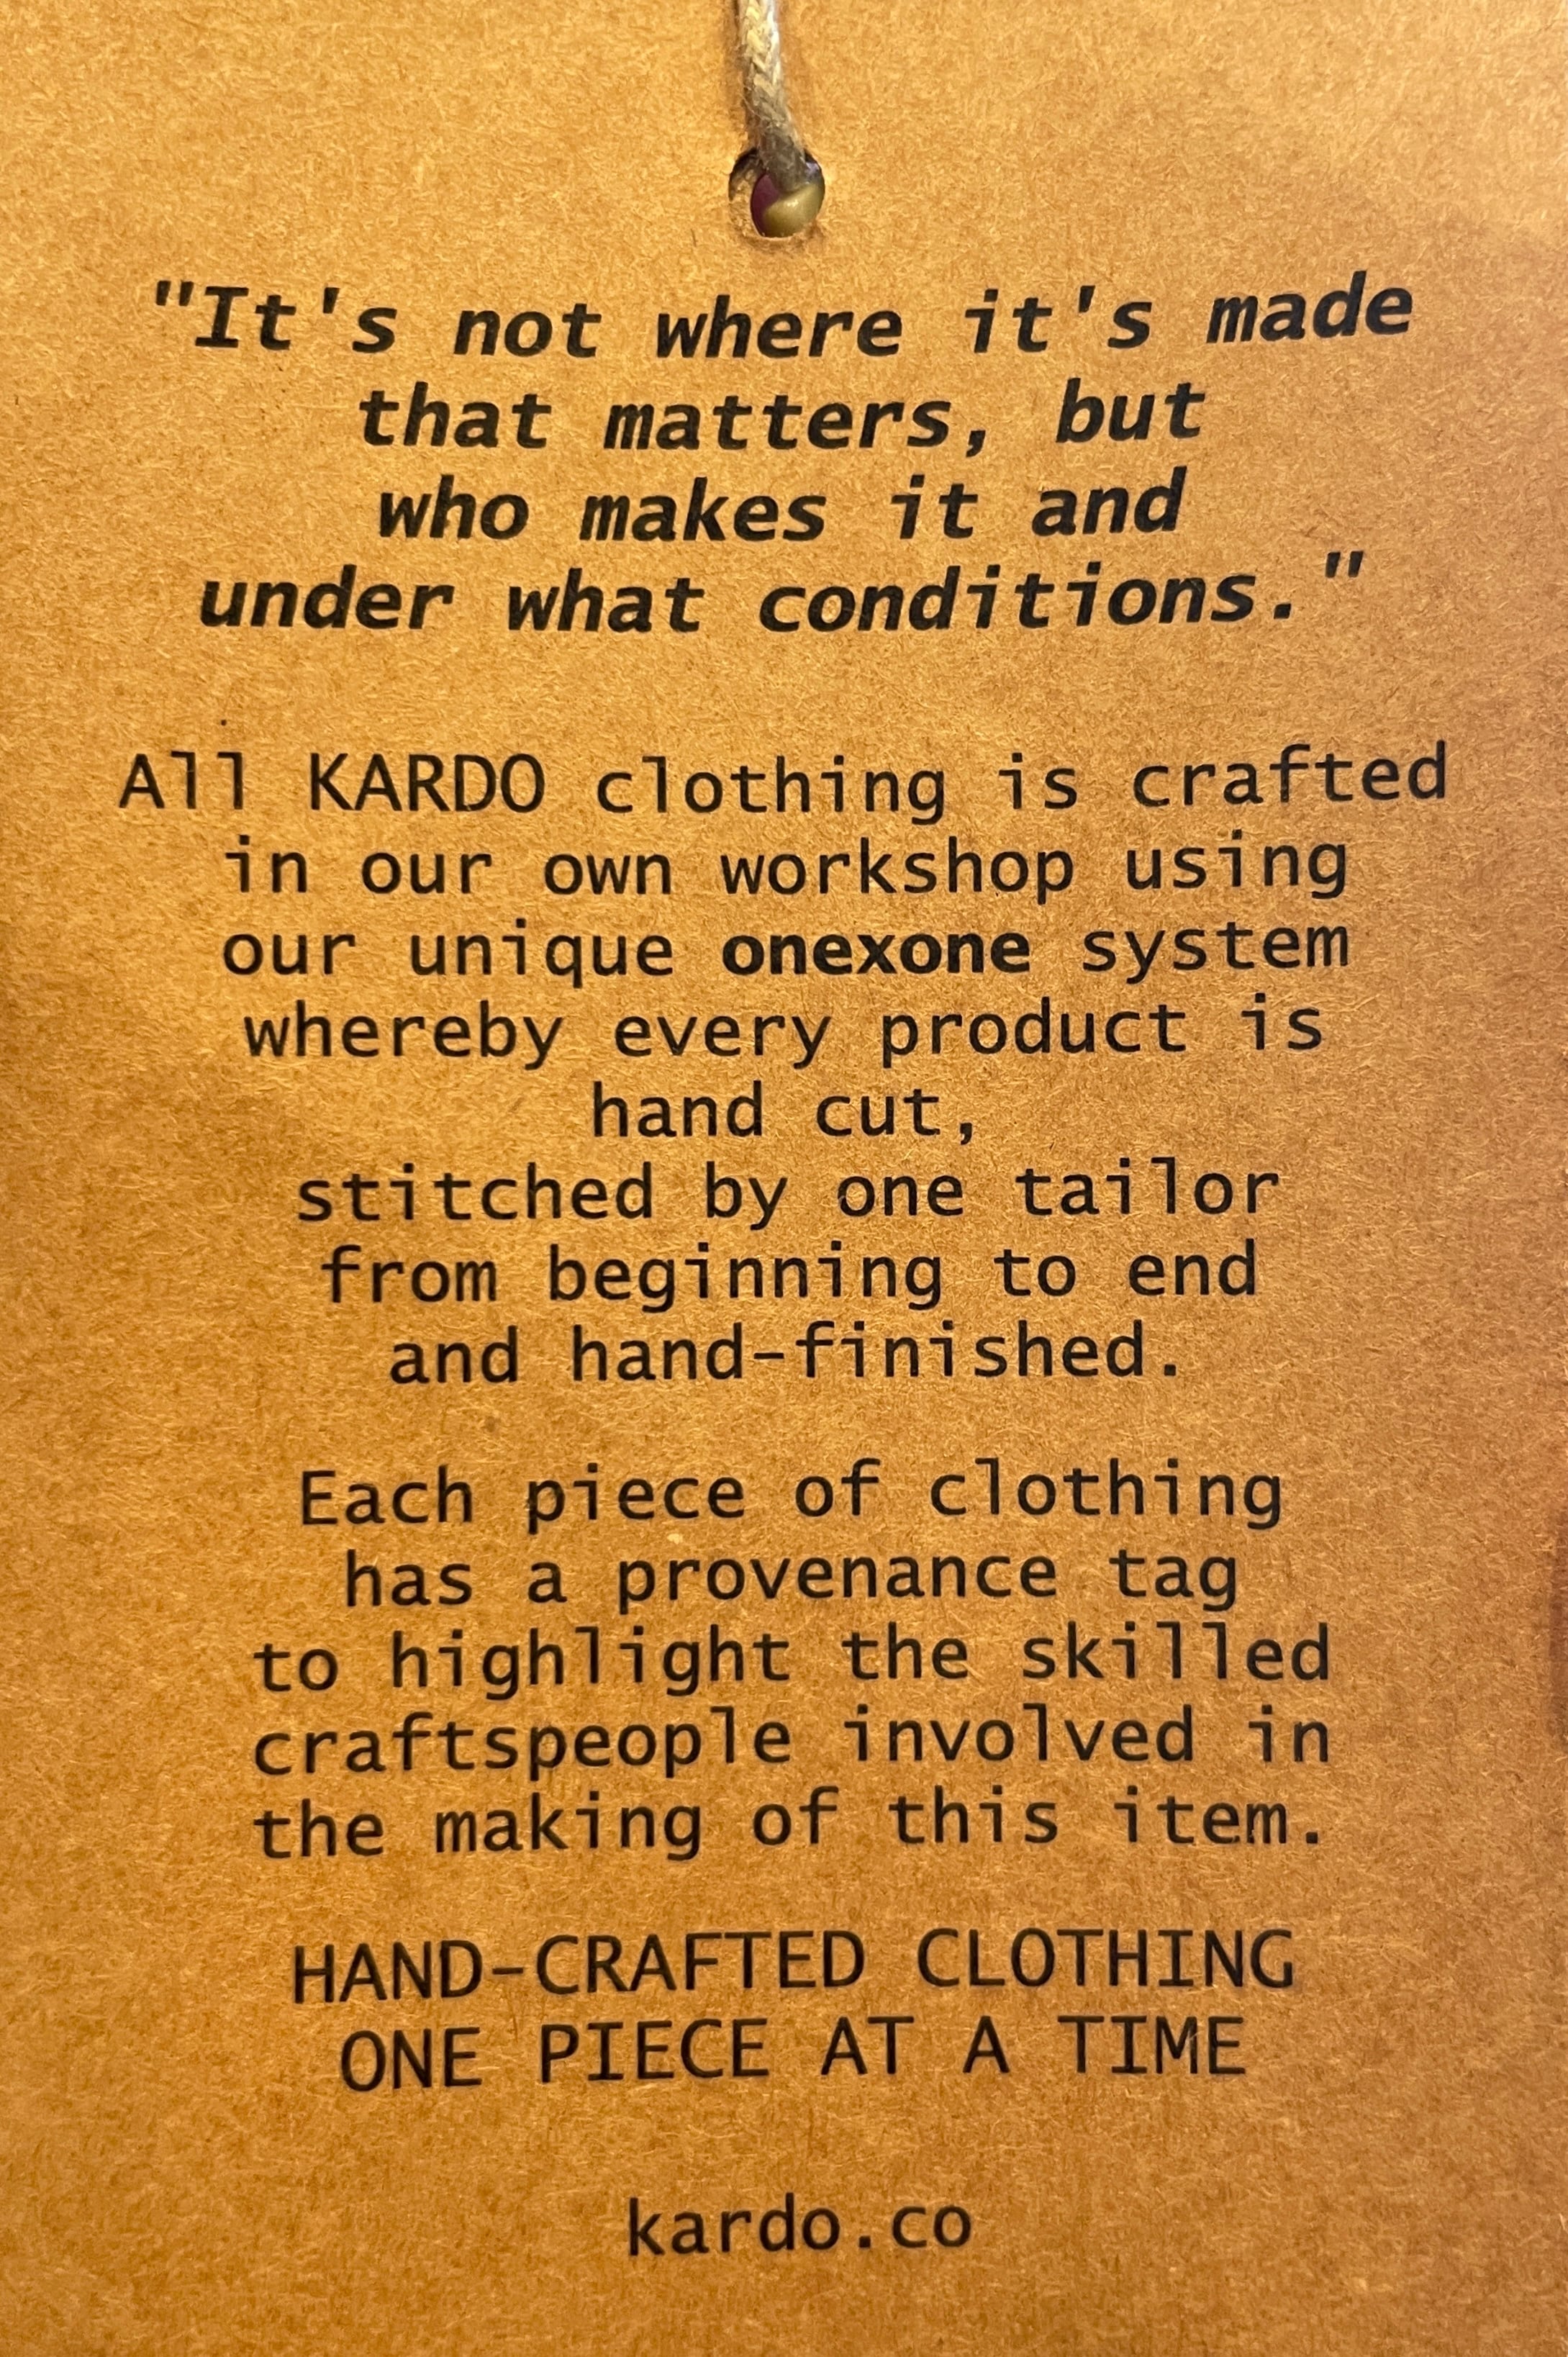 "It's not where it's made
that matters, but
who makes it and
under what conditions."
All KARDO clothing is crafted
in our own workshop using
our unique onexone system
whereby every product is
hand cut,
stitched by one tailor
from beginning to end
and hand-finished.
Each piece of clothing
has a provenance tag
to highlight the skilled
craftspeople involved in
the making of this item.
HAND-CRAFTED CLOTHING
ONE PIECE AT A TIME
kardo.co